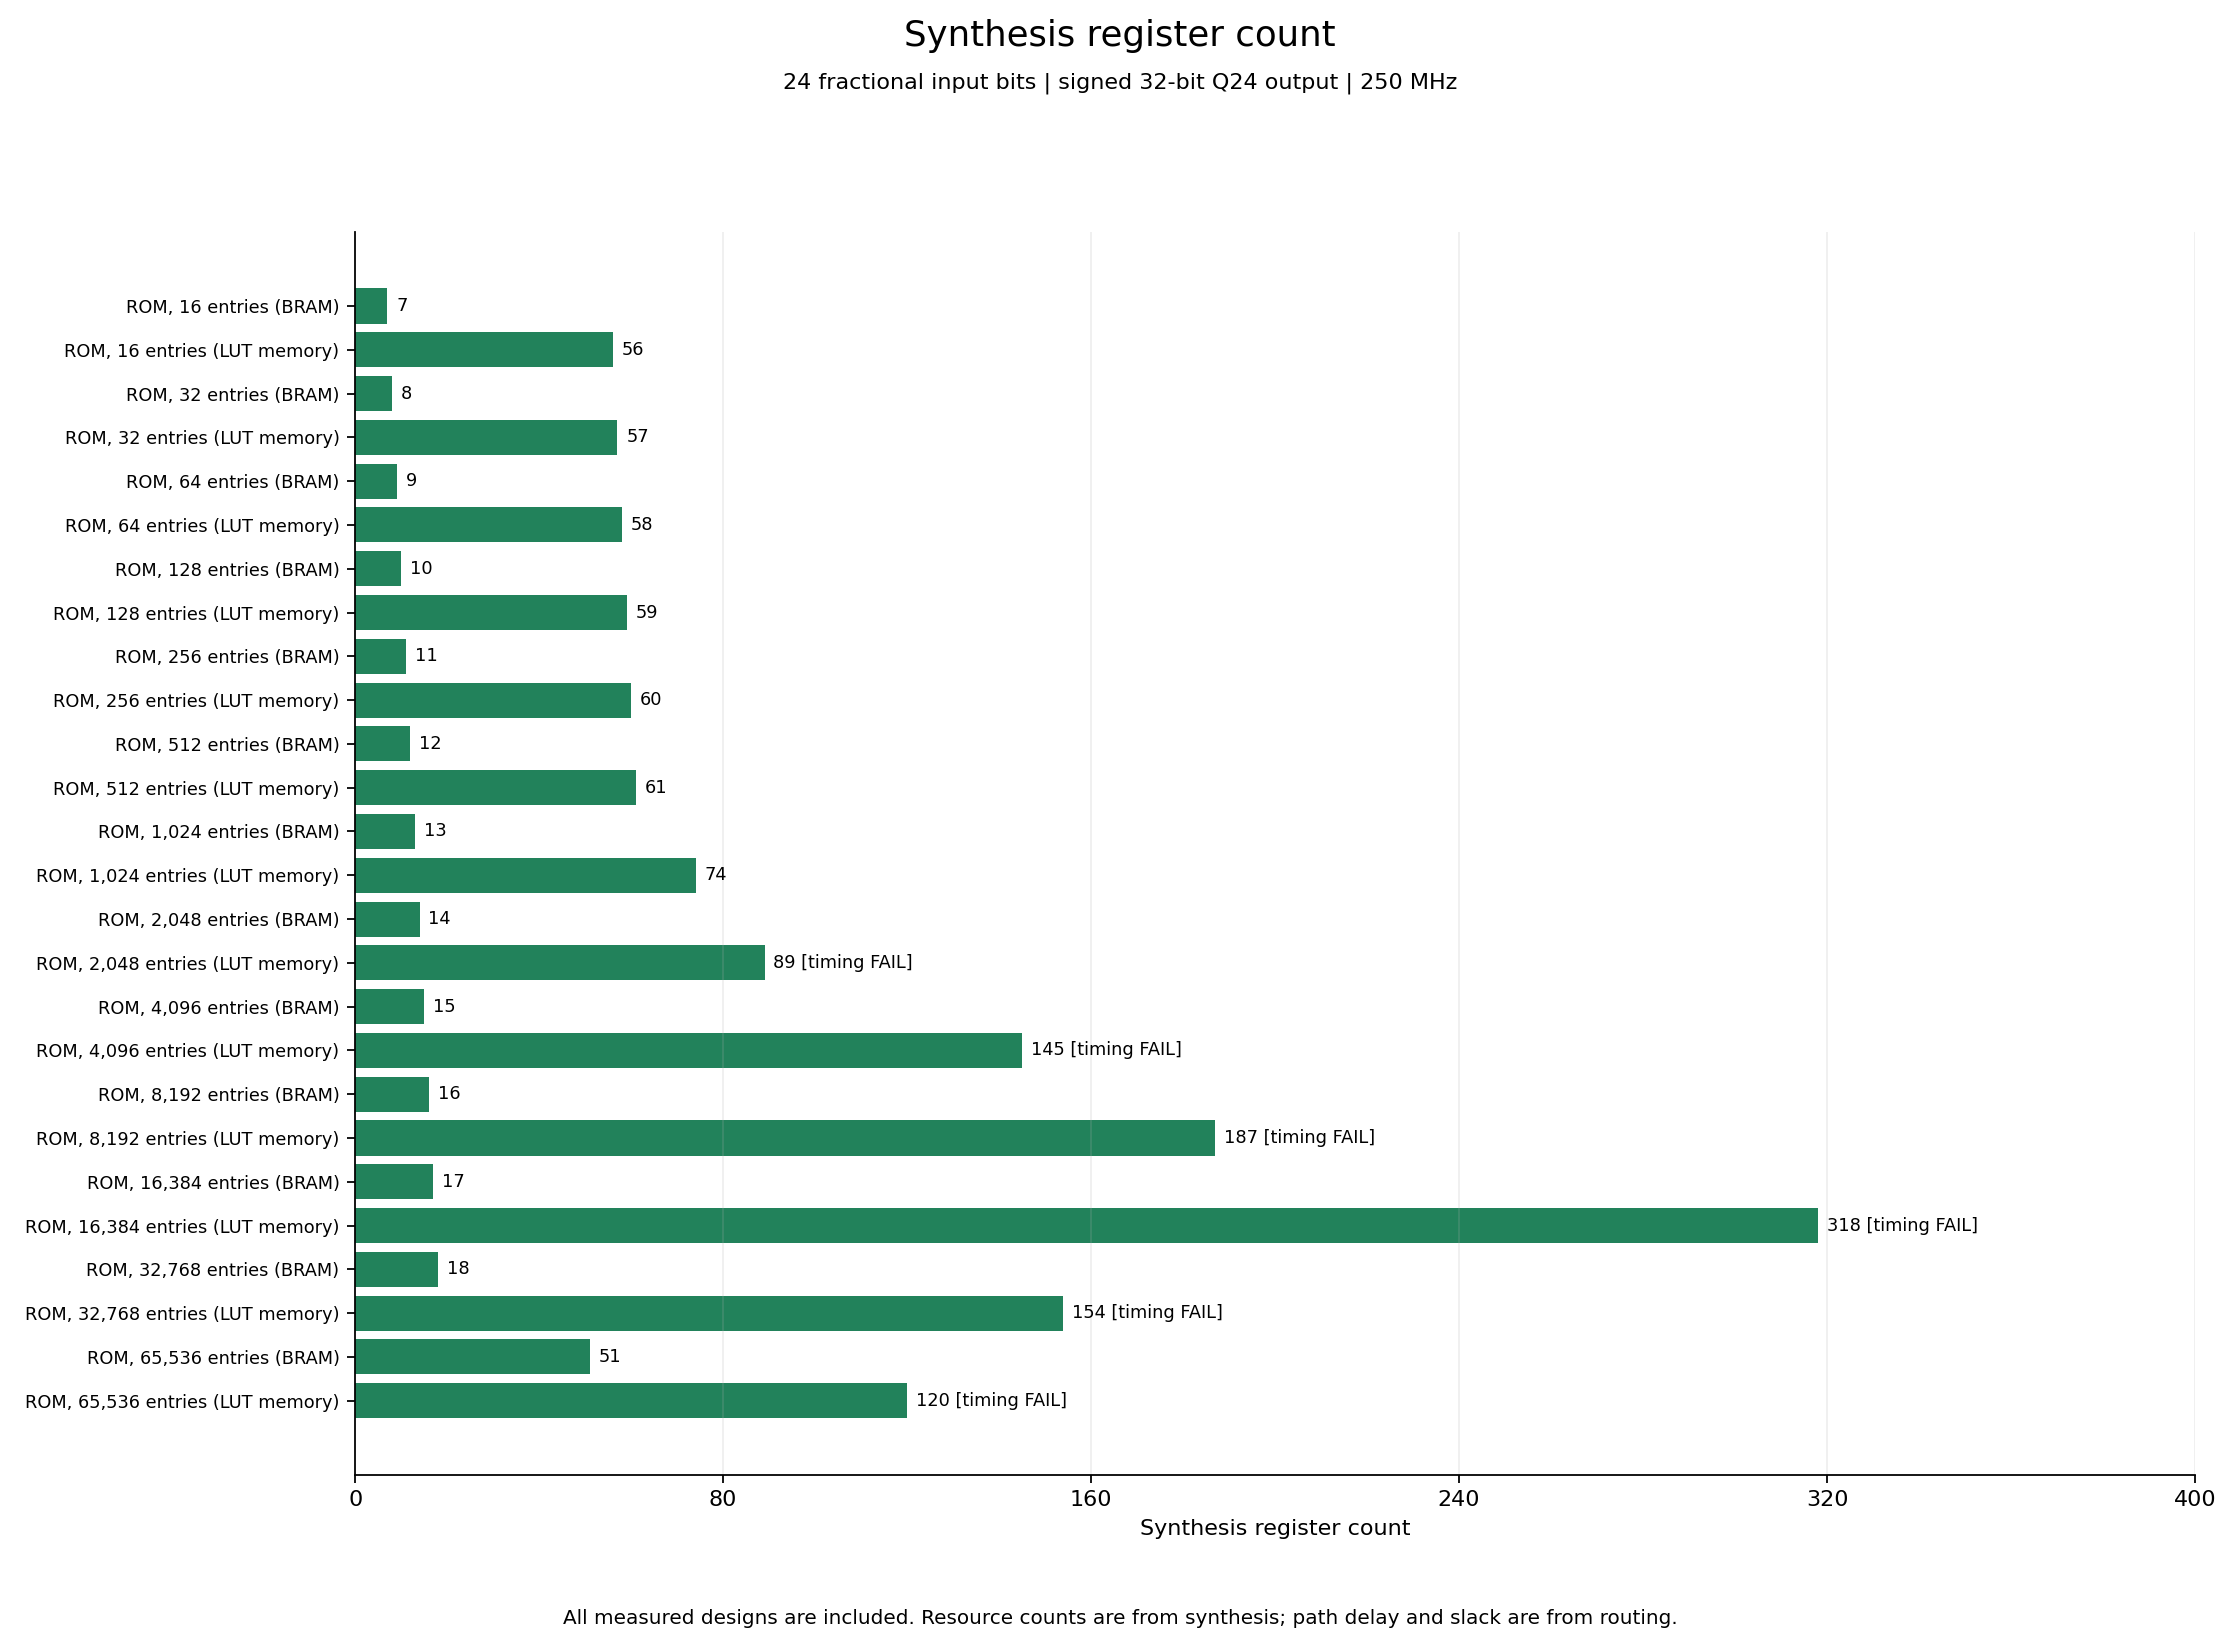 Synthesis register count
24 fractional input bits | signed 32-bit Q24 output | 250 MHz
ROM, 16 entries (BRAM) 7
ROM, 16 entries (LUT memory) 56
ROM, 32 entries (BRAM) 8
ROM, 32 entries (LUT memory) 57
ROM, 64 entries (BRAM) 9
ROM, 64 entries (LUT memory) 58
ROM, 128 entries (BRAM) 10
ROM, 128 entries (LUT memory) 59
ROM, 256 entries (BRAM) 11
ROM, 256 entries (LUT memory) 60
ROM, 512 entries (BRAM) 12
ROM, 512 entries (LUT memory) 61
ROM, 1,024 entries (BRAM) 13
ROM, 1,024 entries (LUT memory) 74
ROM, 2,048 entries (BRAM) 14
ROM, 2,048 entries (LUT memory) 89 [timing FAIL]
ROM, 4,096 entries (BRAM) 15
ROM, 4,096 entries (LUT memory) 145 [timing FAIL]
ROM, 8,192 entries (BRAM) 16
ROM, 8,192 entries (LUT memory) 187 [timing FAIL]
ROM, 16,384 entries (BRAM) 17
ROM, 16,384 entries (LUT memory) 318 [timing FAIL]
ROM, 32,768 entries (BRAM) 18
ROM, 32,768 entries (LUT memory) 154 [timing FAIL]
ROM, 65,536 entries (BRAM) 51
ROM, 65,536 entries (LUT memory) 120 [timing FAIL]
0 80 160 240 320 400
Synthesis register count
All measured designs are included. Resource counts are from synthesis; path delay and slack are from routing.